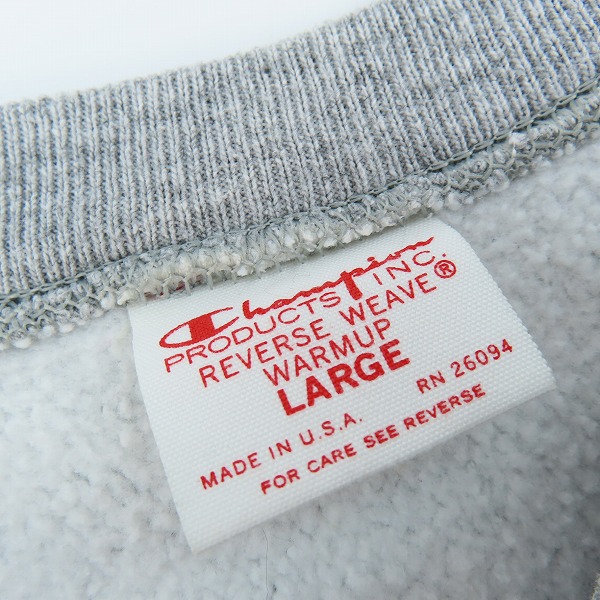 Champion
PRODUCTS INC.
REVERSE WEAVE®
WARMUP
LARGE
MADE IN U.S.A. RN 26094
FOR CARE SEE REVERSE